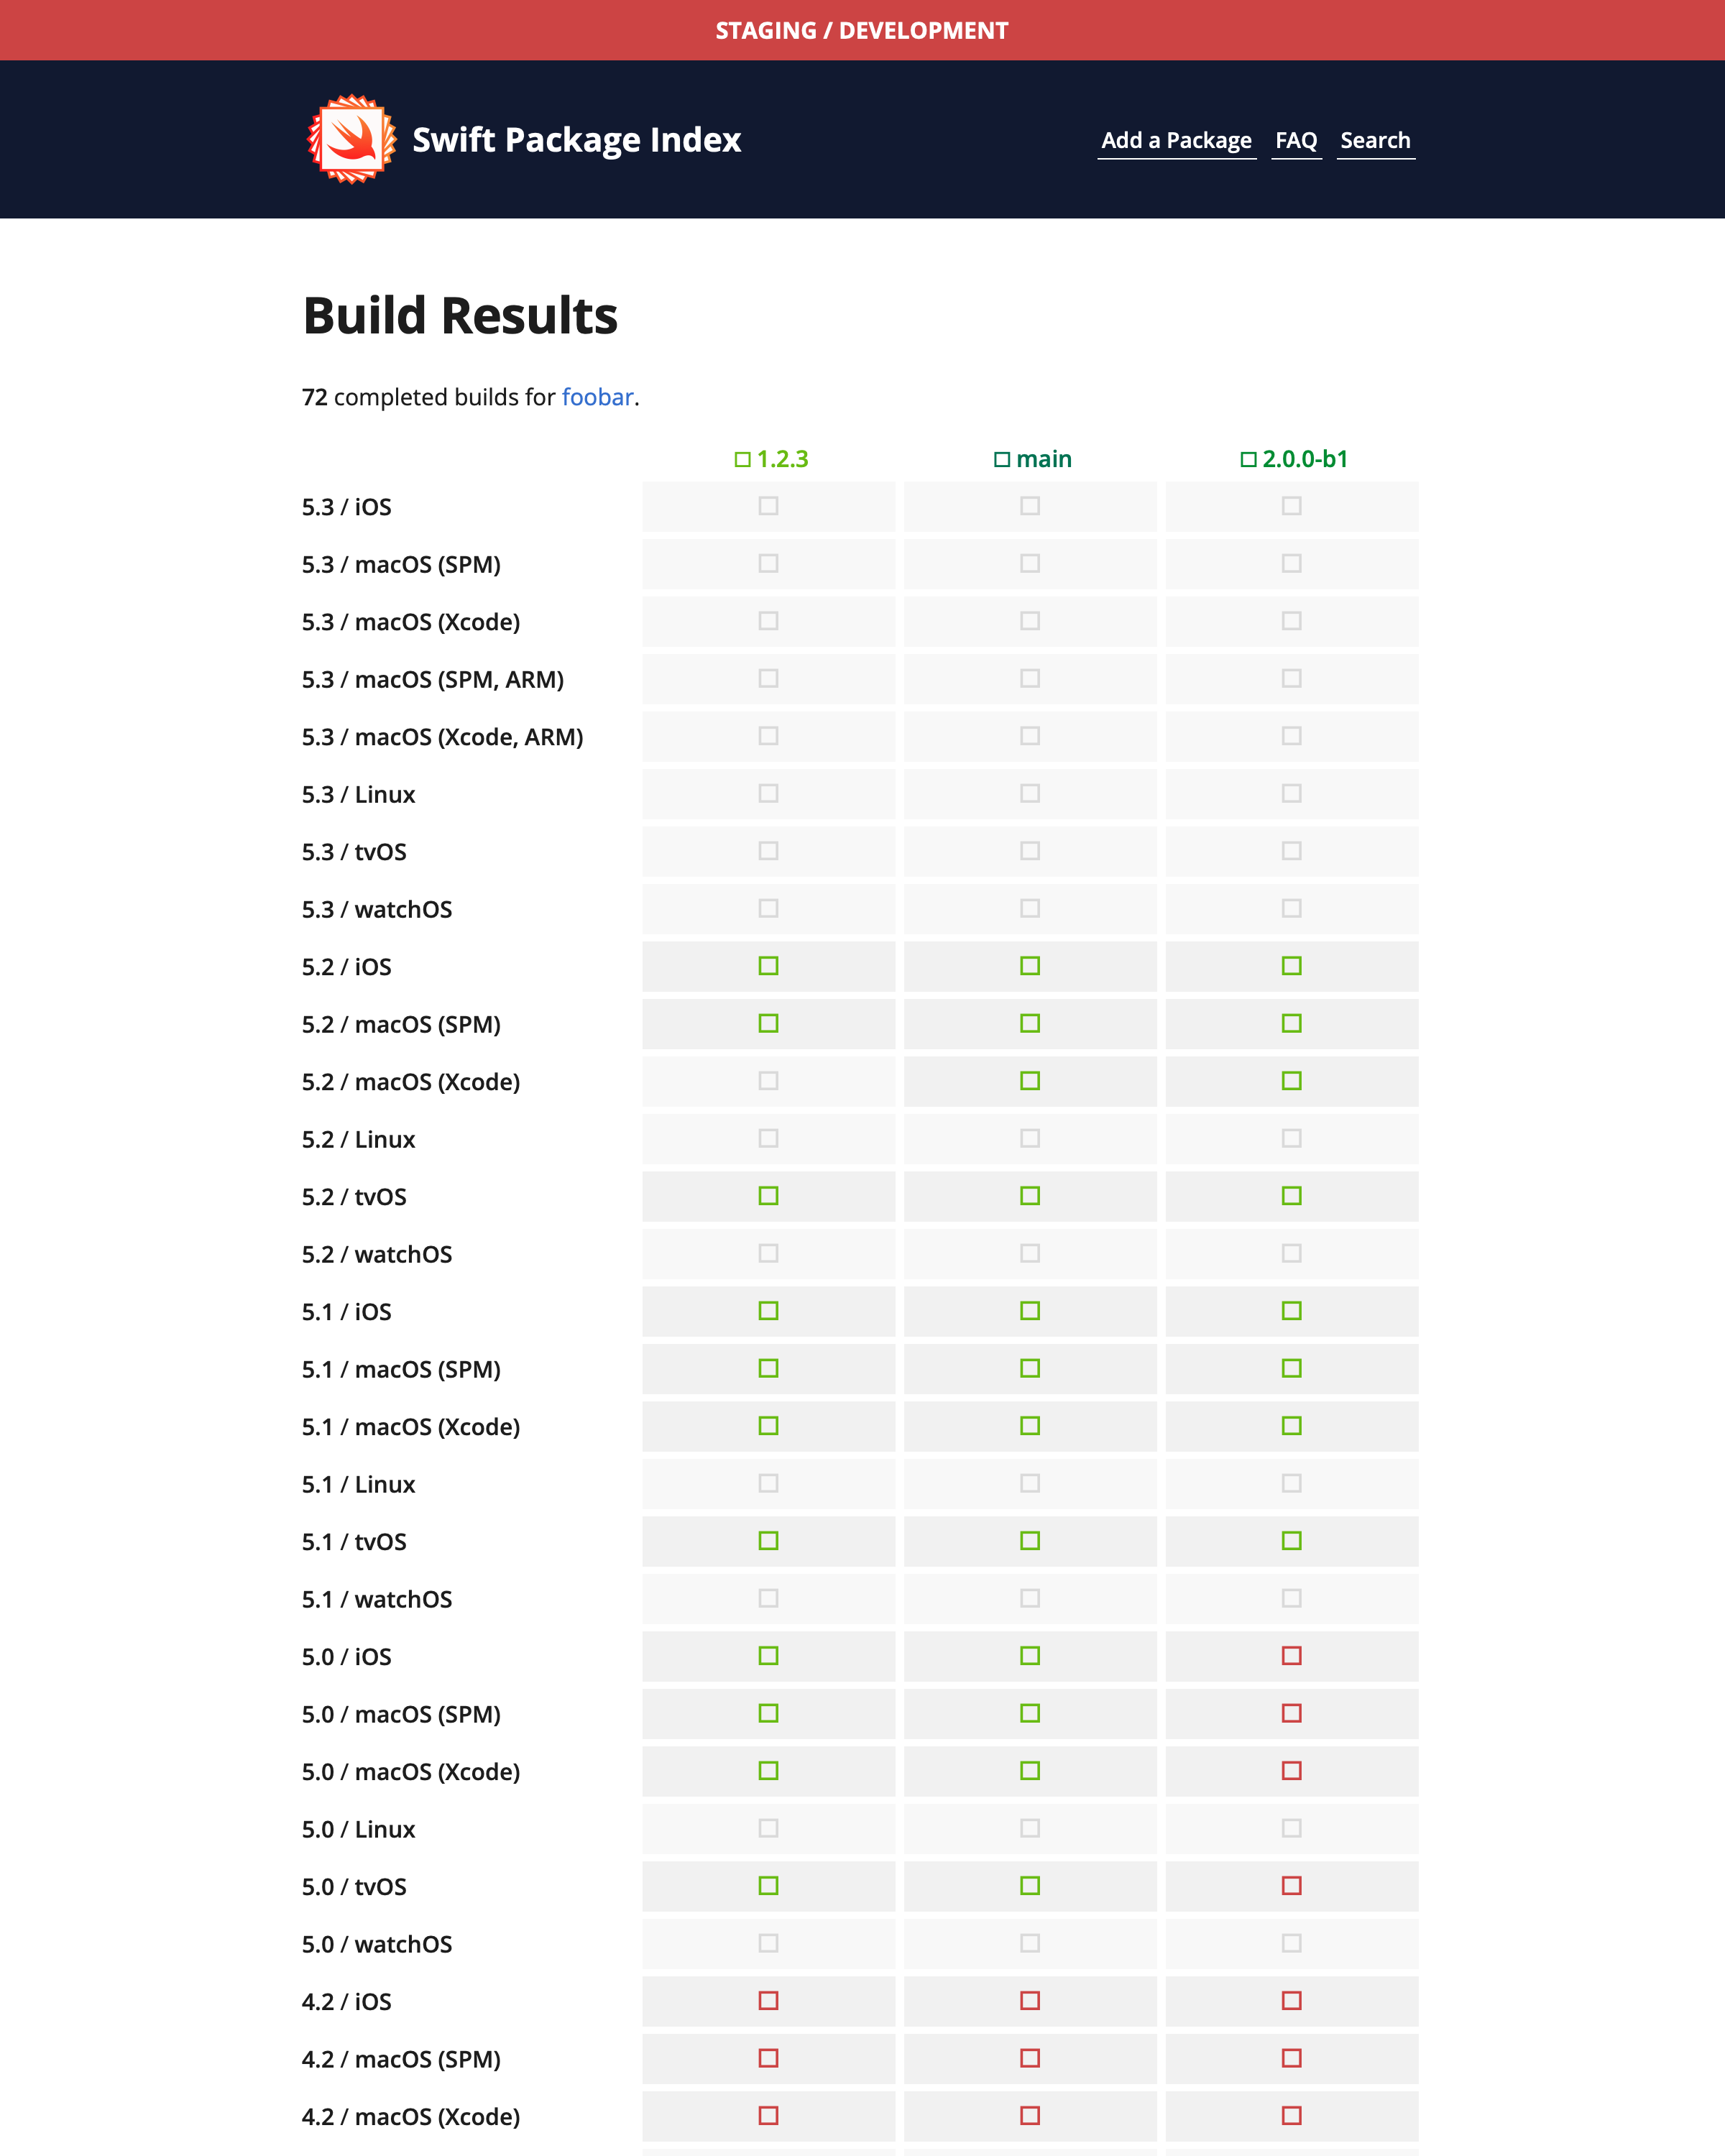 STAGING / DEVELOPMENT
Swift Package Index
Add a Package FAQ Search
Build Results
72 completed builds for foobar.
1.2.3 main 2.0.0-b1
5.3 / iOS
5.3 / macOS (SPM)
5.3 / macOS (Xcode)
5.3 / macOS (SPM, ARM)
5.3 / macOS (Xcode, ARM)
5.3 / Linux
5.3 / tvOS
5.3 / watchOS
5.2 / iOS
5.2 / macOS (SPM)
5.2 / macOS (Xcode)
5.2 / Linux
5.2 / tvOS
5.2 / watchOS
5.1 / iOS
5.1 / macOS (SPM)
5.1 / macOS (Xcode)
5.1 / Linux
5.1 / tvOS
5.1 / watchOS
5.0 / iOS
5.0 / macOS (SPM)
5.0 / macOS (Xcode)
5.0 / Linux
5.0 / tvOS
5.0 / watchOS
4.2 / iOS
4.2 / macOS (SPM)
4.2 / macOS (Xcode)